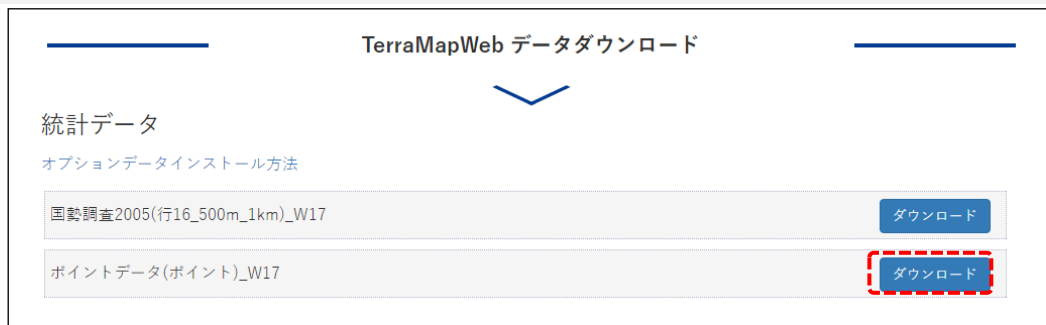 TerraMapWeb データダウンロード
統計データ
オプションデータインストール方法
国勢調査2005(行16_500m_1km)_W17
ダウンロード
ポイントデータ(ポイント)_W17
ダウンロード